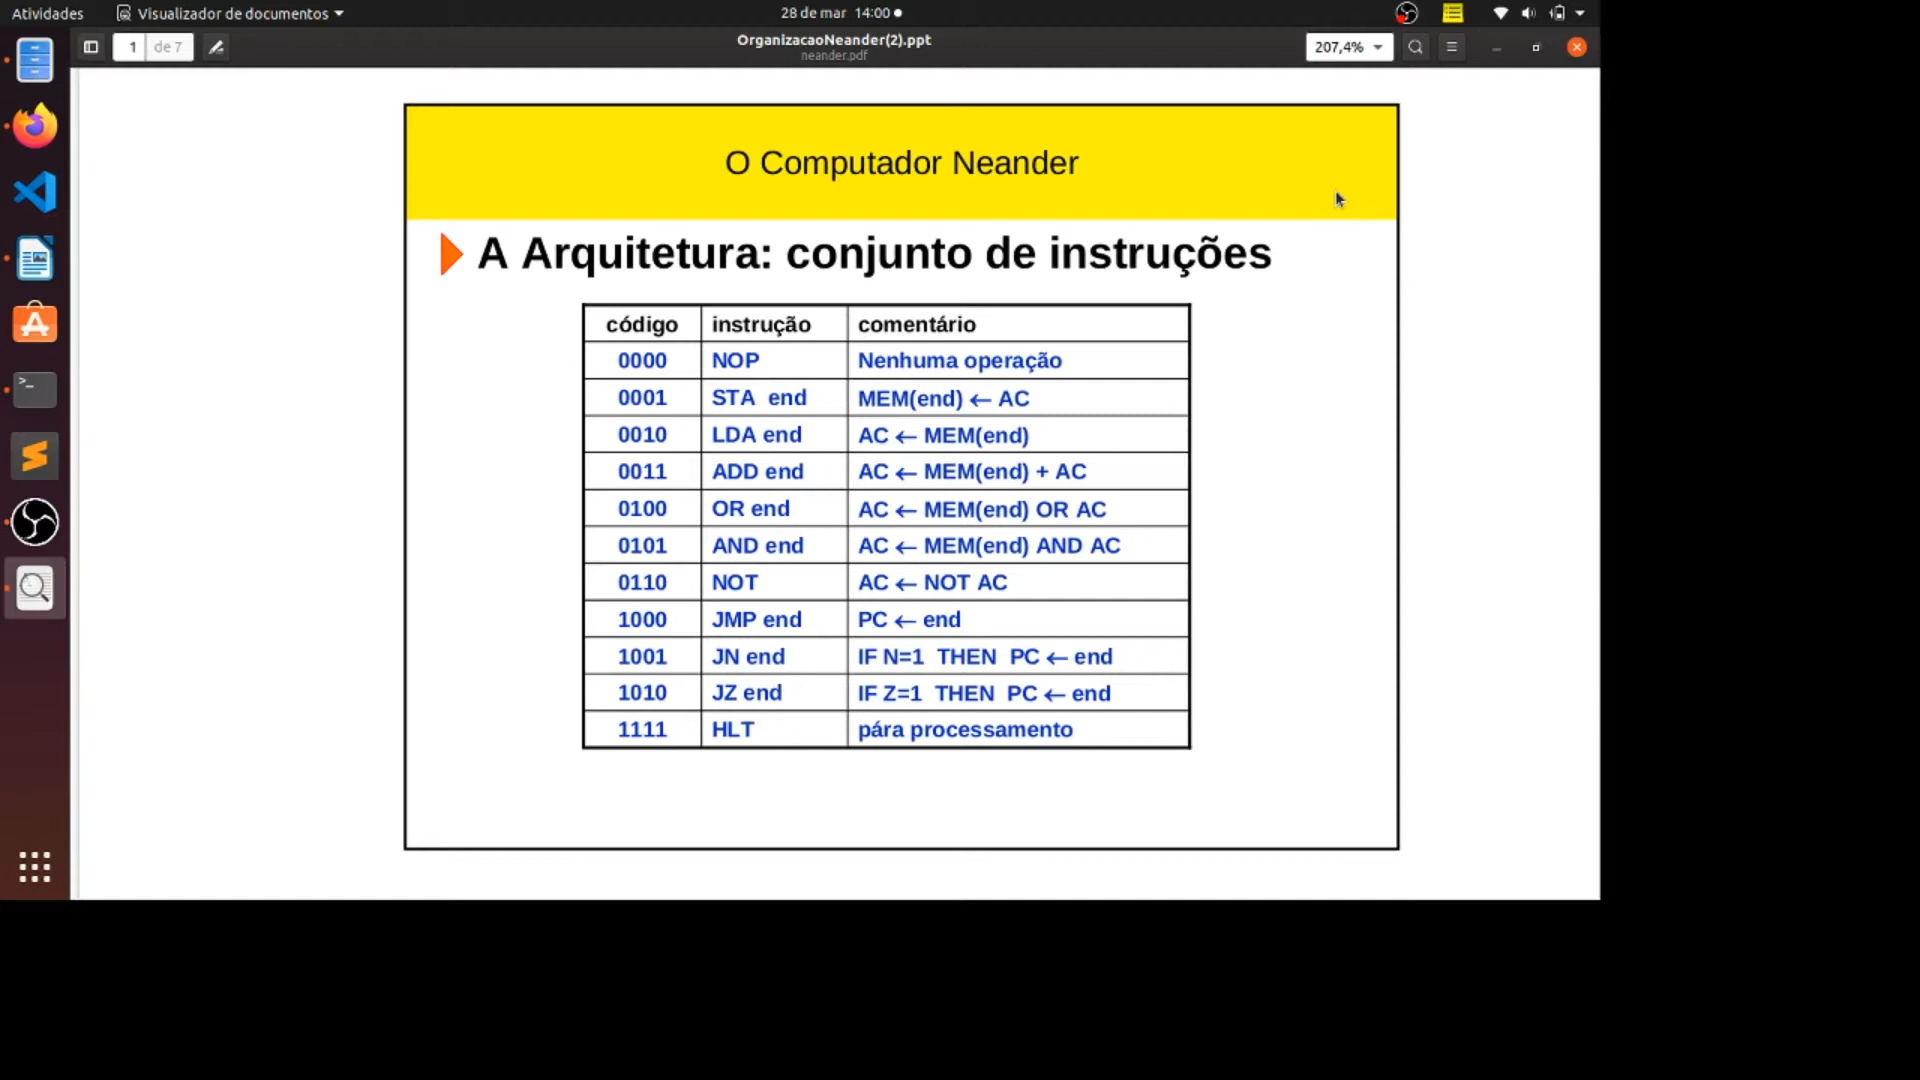 Atividades Visualizador de documentos 28 de mar 14:00
1 de 7 OrganizacaoNeander(2).ppt 207,4%
neander.pdf
O Computador Neander
A Arquitetura: conjunto de instruções
código instrução comentário
0000 NOP Nenhuma operação
0001 STA end MEM(end) ← AC
0010 LDA end AC ← MEM(end)
0011 ADD end AC ← MEM(end) + AC
0100 OR end AC ← MEM(end) OR AC
0101 AND end AC ← MEM(end) AND AC
0110 NOT AC ← NOT AC
1000 JMP end PC ← end
1001 JN end IF N=1 THEN PC ← end
1010 JZ end IF Z=1 THEN PC ← end
1111 HLT pára processamento